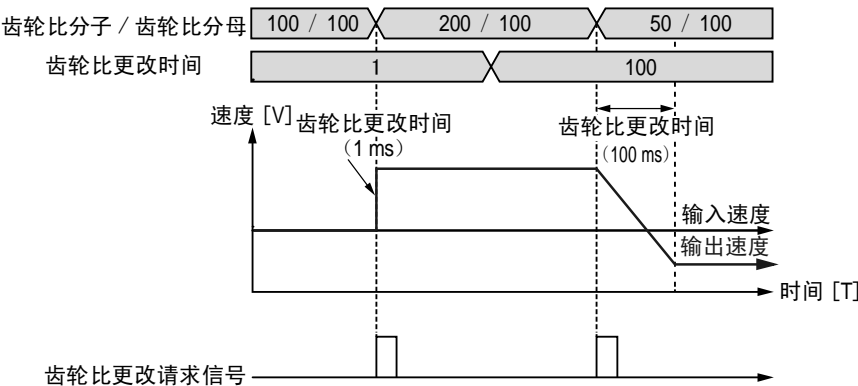 齿轮比分子 / 齿轮比分母 100 / 100 200 / 100 50 / 100
齿轮比更改时间 1 100
速度 [V]
齿轮比更改时间
（1 ms）
齿轮比更改时间
（100 ms）
输入速度
输出速度
时间 [T]
齿轮比更改请求信号